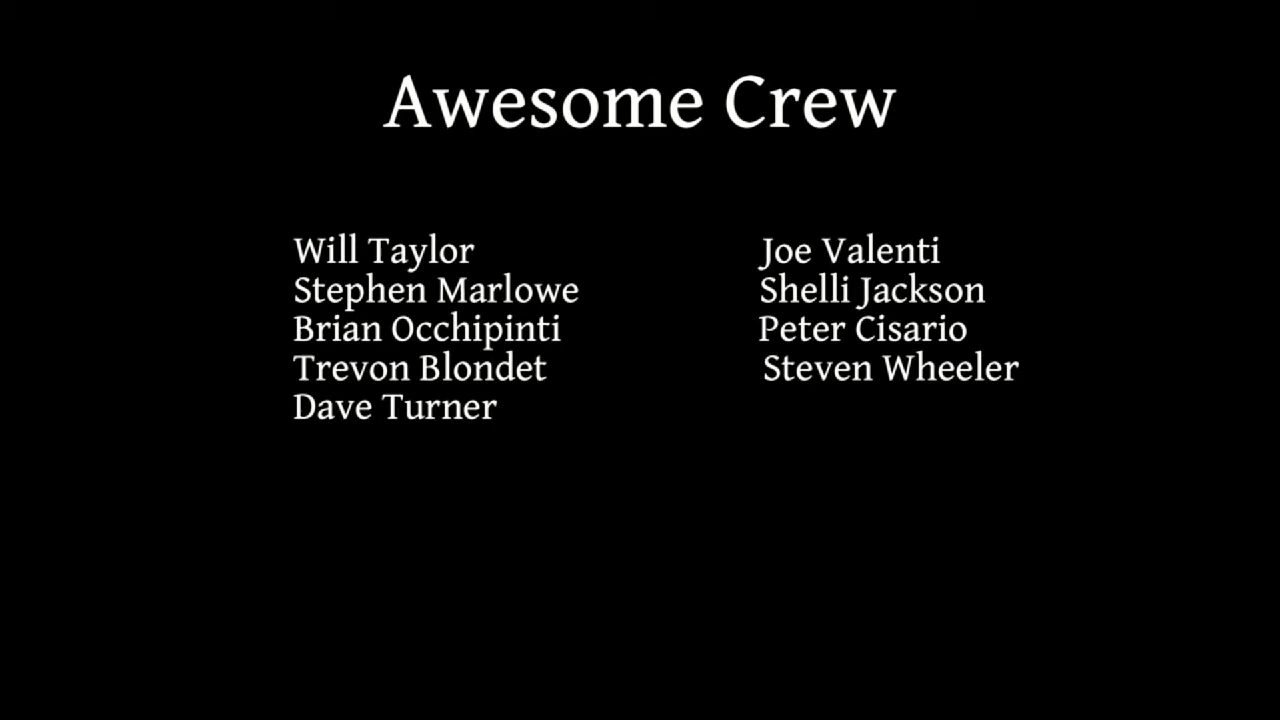 Awesome Crew
Will Taylor
Stephen Marlowe
Brian Occhipinti
Trevon Blondet
Dave Turner
Joe Valenti
Shelli Jackson
Peter Cisario
Steven Wheeler